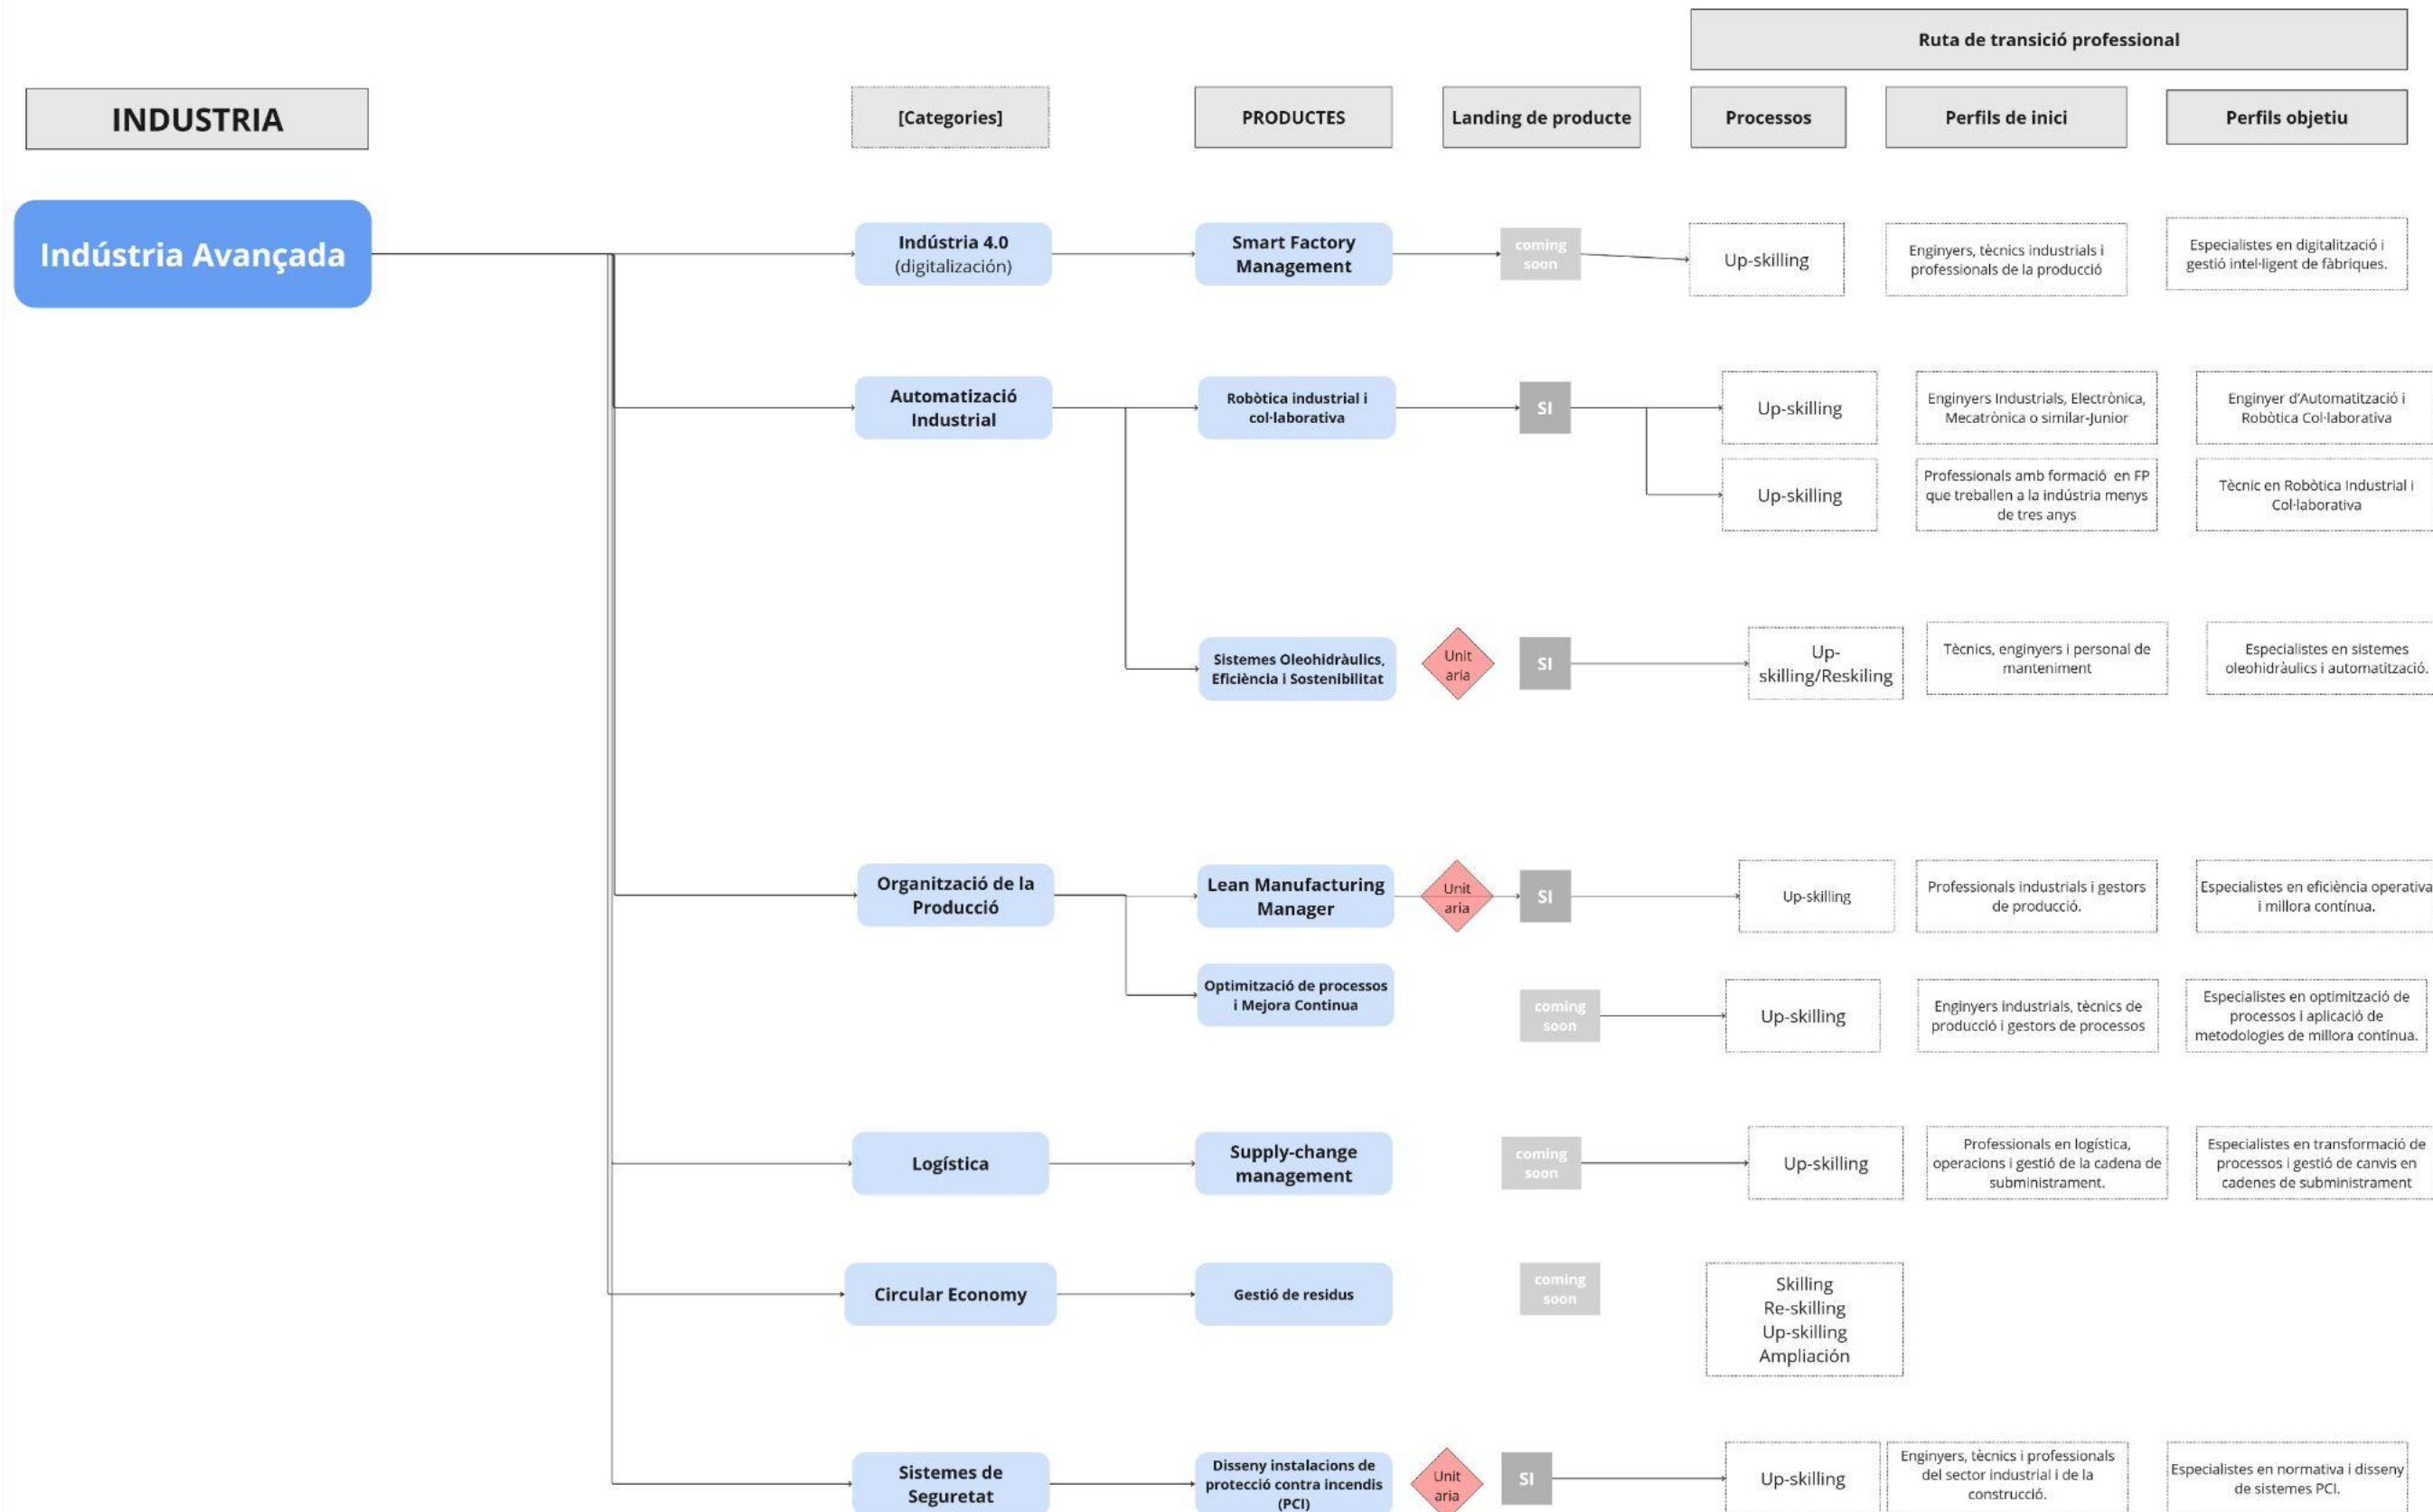 Ruta de transició professional
INDUSTRIA
[Categories]
PRODUCTES
Landing de producte
Processos
Perfils de inici
Perfils objetiu
Indústria Avançada
Indústria 4.0
(digitalización)
Smart Factory
Management
coming
soon
Up-skilling
Enginyers, tècnics industrials i
professionals de la producció
Especialistes en digitalització i
gestió intel·ligent de fàbriques.
Automatizació
Industrial
Robòtica industrial i
col·laborativa
SI
Up-skilling
Enginyers Industrials, Electrònica,
Mecatrònica o similar-Junior
Enginyer d'Automatització i
Robòtica Col·laborativa
Up-skilling
Professionals amb formació en FP
que treballen a la indústria menys
de tres anys
Tècnic en Robòtica Industrial i
Col·laborativa
Sistemes Oleohidràulics,
Eficiència i Sostenibilitat
Unit
aria
SI
Up-
skilling/Reskiling
Tècnics, enginyers i personal de
manteniment
Especialistes en sistemes
oleohidràulics i automatització.
Organització de la
Producció
Lean Manufacturing
Manager
Unit
aria
SI
Up-skilling
Professionals industrials i gestors
de producció.
Especialistes en eficiència operativa
i millora contínua.
Optimització de processos
i Mejora Continua
coming
soon
Up-skilling
Enginyers industrials, tècnics de
producció i gestors de processos
Especialistes en optimització de
processos i aplicació de
metodologies de millora contínua.
Logística
Supply-change
management
coming
soon
Up-skilling
Professionals en logística,
operacions i gestió de la cadena de
subministrament.
Especialistes en transformació de
processos i gestió de canvis en
cadenes de subministrament
Circular Economy
Gestió de residus
coming
soon
Skilling
Re-skilling
Up-skilling
Ampliación
Sistemes de
Seguretat
Disseny instalacions de
protecció contra incendis
(PCI)
Unit
aria
SI
Up-skilling
Enginyers, tècnics i professionals
del sector industrial i de la
construcció.
Especialistes en normativa i disseny
de sistemes PCI.